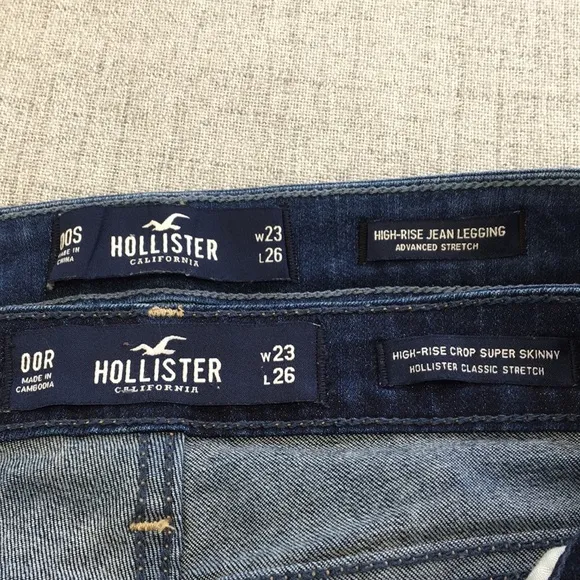 00S
MADE IN
CHINA
HOLLISTER
CALIFORNIA
W23
L26
HIGH-RISE JEAN LEGGING
ADVANCED STRETCH
00R
MADE IN
CAMBODIA
HOLLISTER
CALIFORNIA
W23
L26
HIGH-RISE CROP SUPER SKINNY
HOLLISTER CLASSIC STRETCH